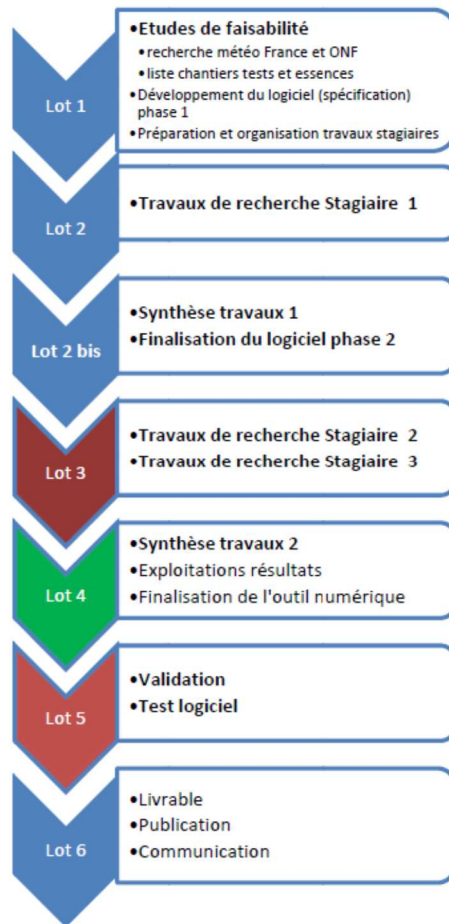 Lot 1
•Etudes de faisabilité
•recherche météo France et ONF
•liste chantiers tests et essences
•Développement du logiciel (spécification)
phase 1
•Préparation et organisation travaux stagiaires
Lot 2
•Travaux de recherche Stagiaire 1
Lot 2 bis
•Synthèse travaux 1
•Finalisation du logiciel phase 2
Lot 3
•Travaux de recherche Stagiaire 2
•Travaux de recherche Stagiaire 3
Lot 4
•Synthèse travaux 2
•Exploitations résultats
•Finalisation de l'outil numérique
Lot 5
•Validation
•Test logiciel
Lot 6
•Livrable
•Publication
•Communication